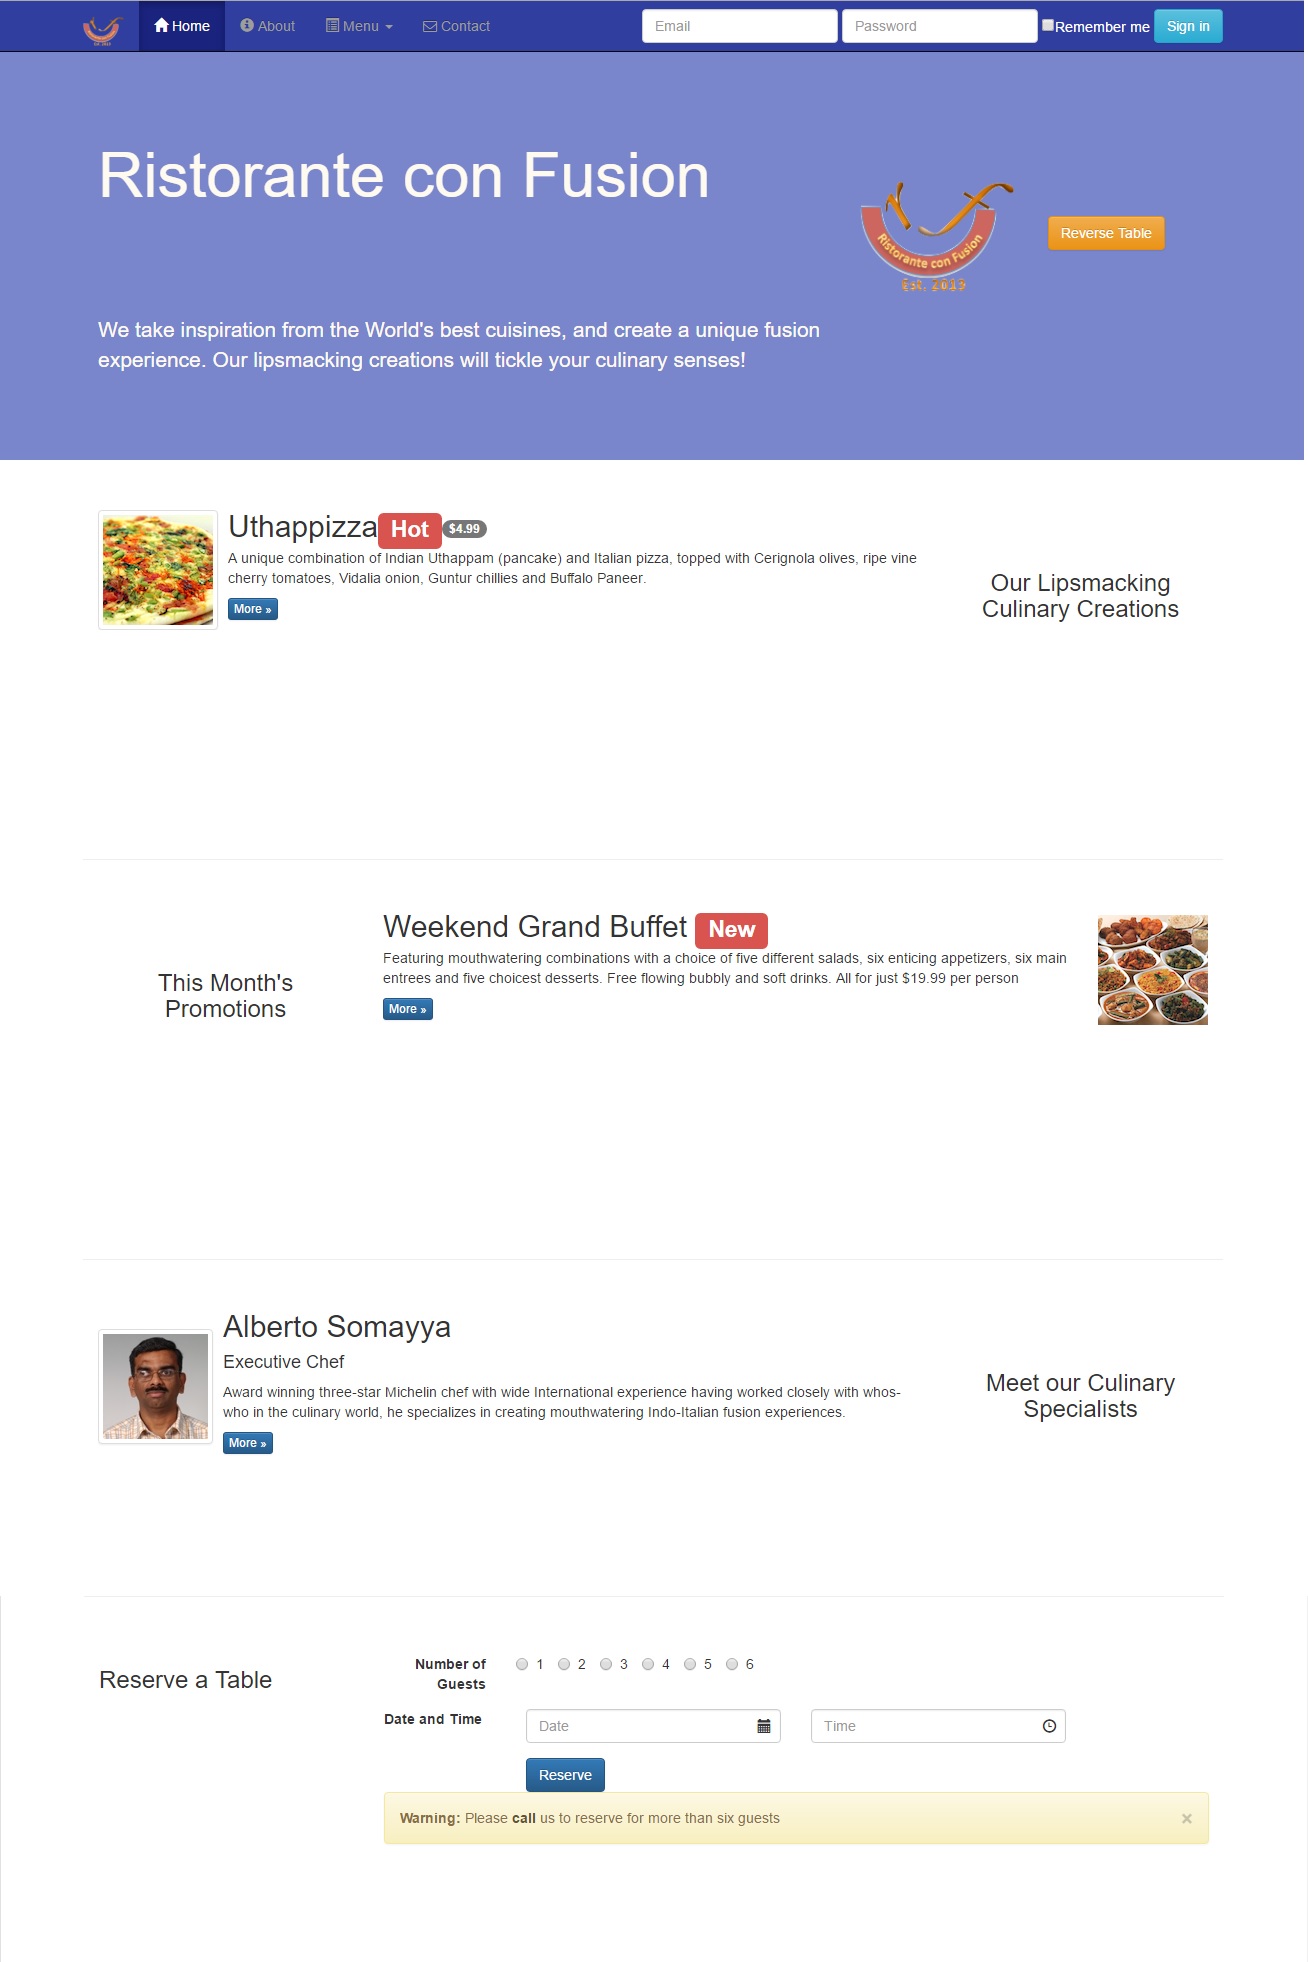 Home About Menu Contact Email Password Remember me Sign in
Ristorante con Fusion
Ristorante con Fusion
Est. 2013
Reverse Table
We take inspiration from the World's best cuisines, and create a unique fusion
experience. Our lipsmacking creations will tickle your culinary senses!
Uthappizza Hot $4.99
A unique combination of Indian Uthappam (pancake) and Italian pizza, topped with Cerignola olives, ripe vine
cherry tomatoes, Vidalia onion, Guntur chillies and Buffalo Paneer.
More »
Our Lipsmacking
Culinary Creations
This Month's
Promotions
Weekend Grand Buffet New
Featuring mouthwatering combinations with a choice of five different salads, six enticing appetizers, six main
entrees and five choicest desserts. Free flowing bubbly and soft drinks. All for just $19.99 per person
More »
Alberto Somayya
Executive Chef
Award winning three-star Michelin chef with wide International experience having worked closely with whos-
who in the culinary world, he specializes in creating mouthwatering Indo-Italian fusion experiences.
More »
Meet our Culinary
Specialists
Reserve a Table
Number of
Guests
1 2 3 4 5 6
Date and Time Date Time
Reserve
Warning: Please call us to reserve for more than six guests ×